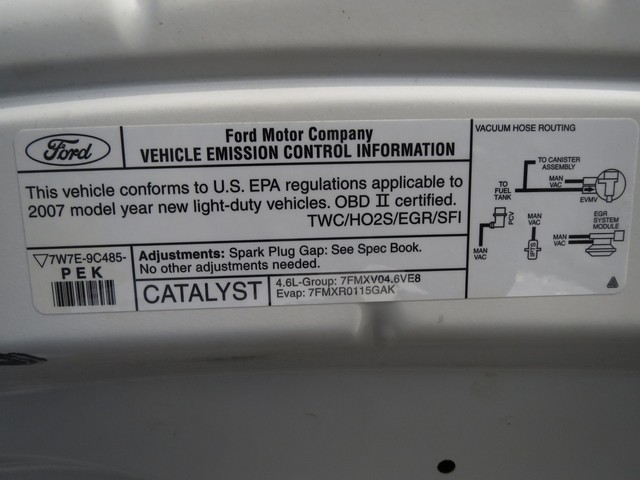 Ford
Ford Motor Company
VEHICLE EMISSION CONTROL INFORMATION
This vehicle conforms to U.S. EPA regulations applicable to
2007 model year new light-duty vehicles. OBD II certified.
TWC/HO2S/EGR/SFI
7W7E-9C485-
PEK
Adjustments: Spark Plug Gap: See Spec Book.
No other adjustments needed.
CATALYST
4.6L-Group: 7FMXV04.6VE8
Evap: 7FMXR0115GAK
VACUUM HOSE ROUTING
TO CANISTER
ASSEMBLY
MAN
VAC
TO
FUEL
TANK
EVMV
PCV
MAN
VAC
MAN
VAC
EGR
SYSTEM
MODULE
MAN
VAC